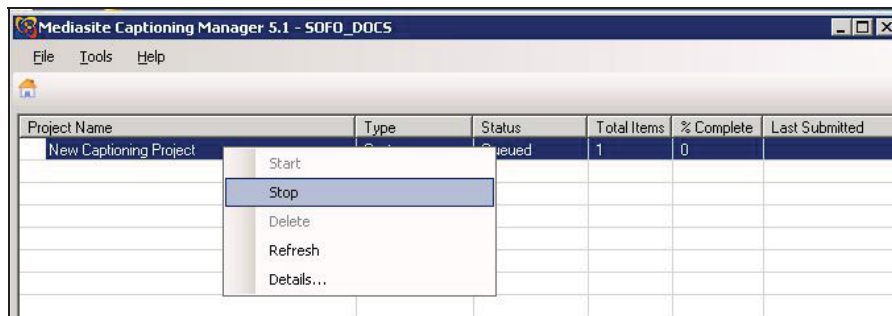 Mediasite Captioning Manager 5.1 - SOFO_DOCS
File Tools Help
Project Name Type Status Total Items % Complete Last Submitted
New Captioning Project Queued 1 0
Start
Stop
Delete
Refresh
Details...